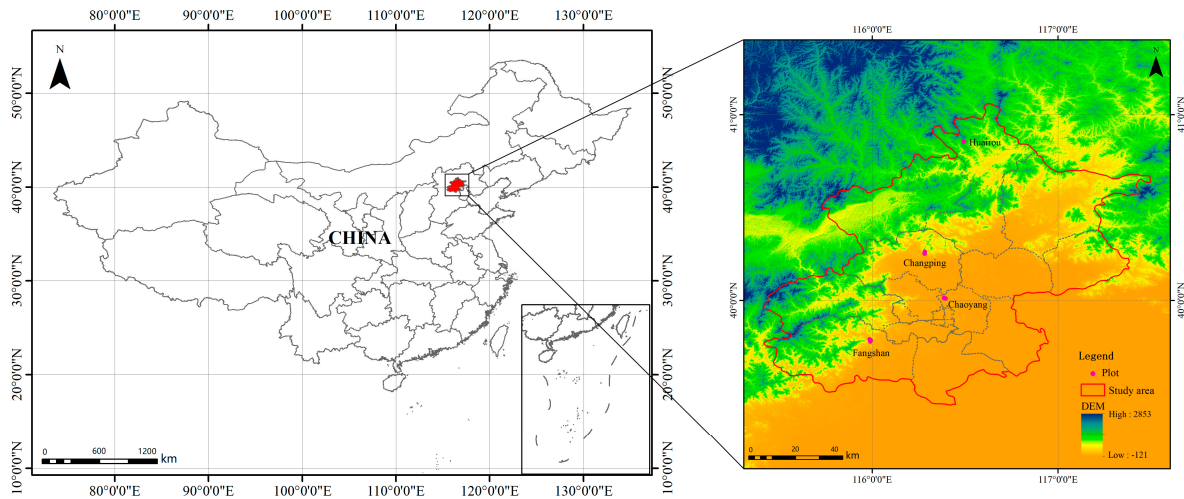 80°0'0"E 90°0'0"E 100°0'0"E 110°0'0"E 120°0'0"E 130°0'0"E
N
50°0'0"N
40°0'0"N
30°0'0"N
20°0'0"N
10°0'0"N
CHINA
50°0'0"N
40°0'0"N
30°0'0"N
20°0'0"N
10°0'0"N
0 600 1200
km
80°0'0"E 90°0'0"E 100°0'0"E 110°0'0"E 120°0'0"E 130°0'0"E
116°0'0"E 117°0'0"E
N
41°0'0"N
40°0'0"N
Huairou
Changping
Chaoyang
Fangshan
41°0'0"N
40°0'0"N
Legend
Plot
Study area
DEM
High : 2853
Low : -121
0 20 40
km
116°0'0"E 117°0'0"E